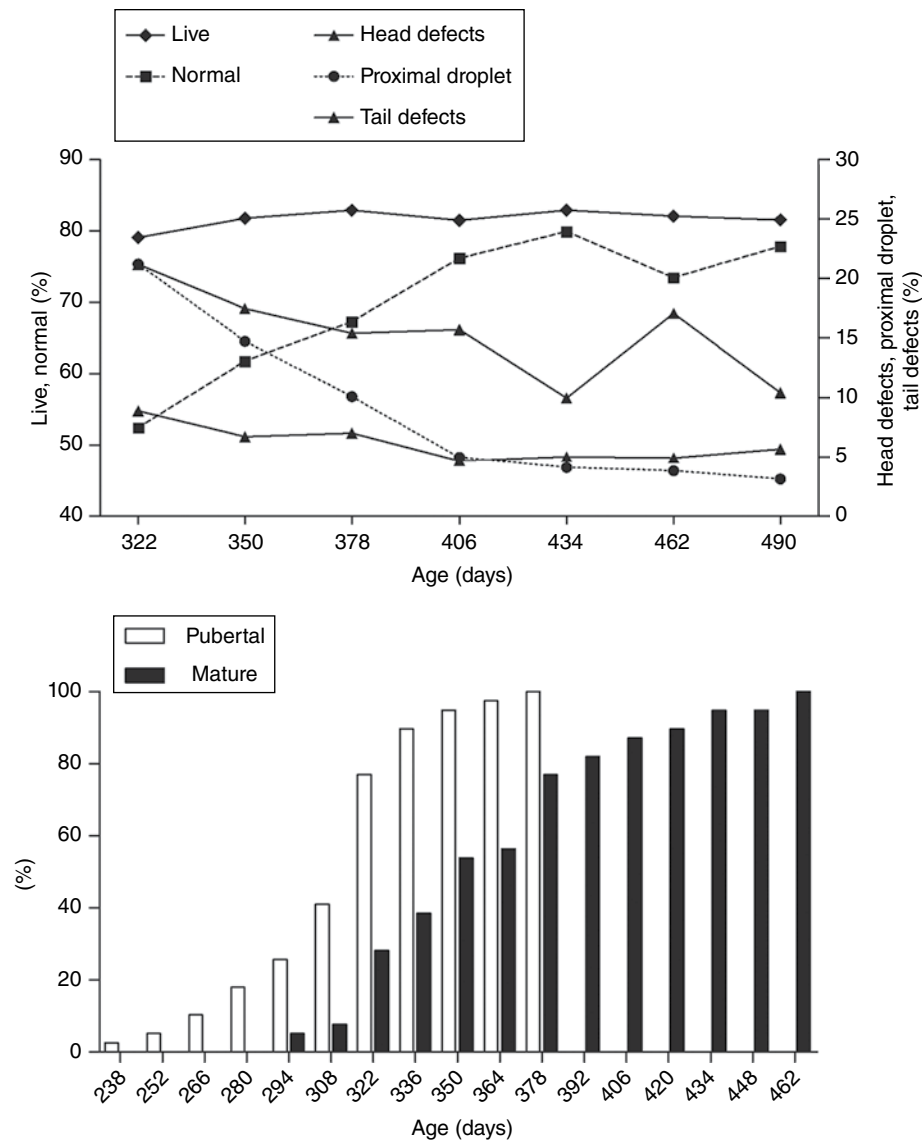 Live
Head defects
Normal
Proximal droplet
Tail defects
90
80
70
60
50
40
Live, normal (%)
30
25
20
15
10
5
0
Head defects, proximal droplet,
tail defects (%)
322 350 378 406 434 462 490
Age (days)
Pubertal
Mature
100
80
60
40
20
0
(%)
238 252 266 280 294 308 322 336 350 364 378 392 406 420 434 448 462
Age (days)